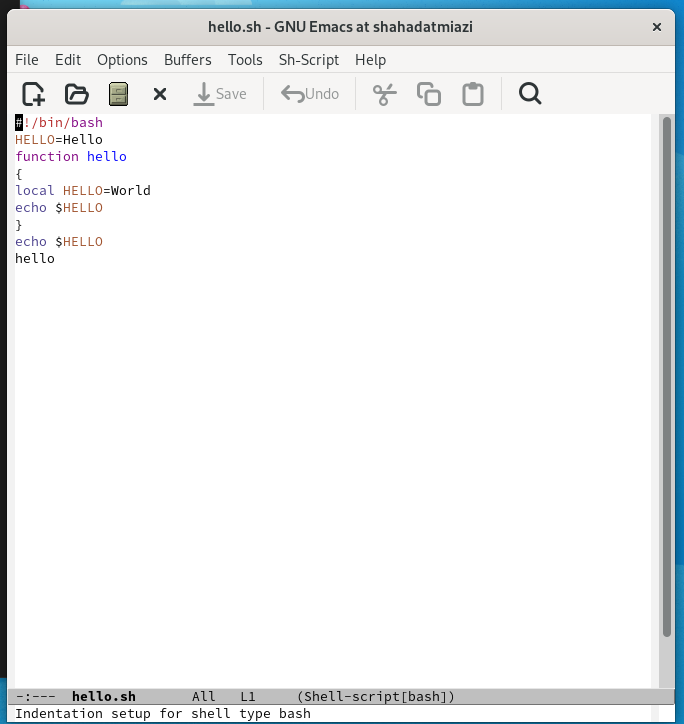 hello.sh - GNU Emacs at shahadatmiazi
File Edit Options Buffers Tools Sh-Script Help
Save Undo
#!/bin/bash
HELLO=Hello
function hello
{
local HELLO=World
echo $HELLO
}
echo $HELLO
hello
-:--- hello.sh All L1 (Shell-script[bash])
Indentation setup for shell type bash